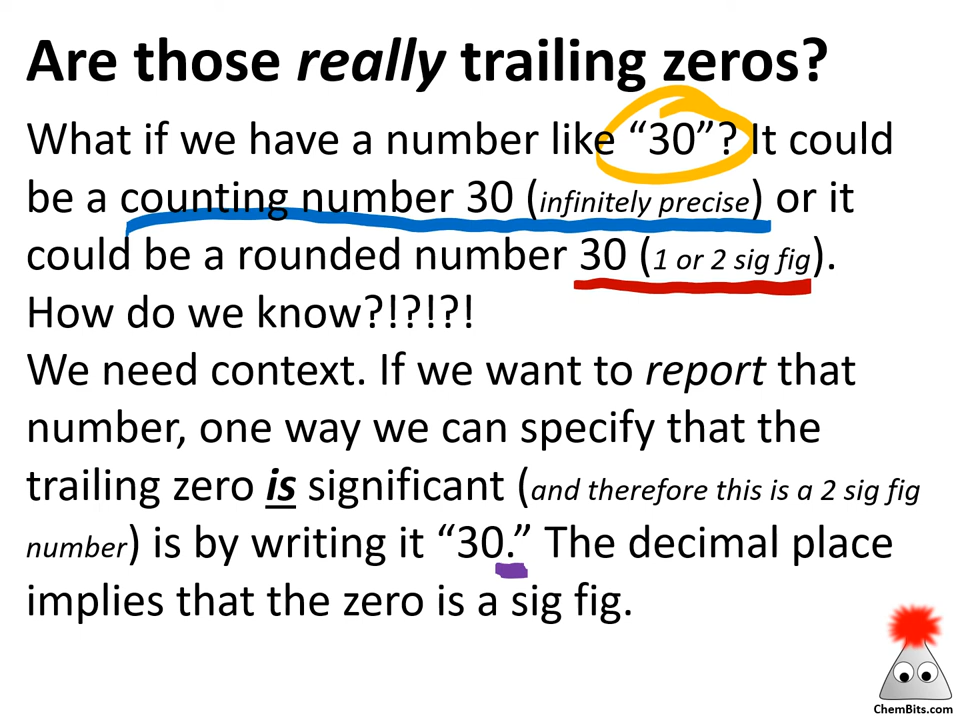 Are those really trailing zeros?
What if we have a number like “30”? It could
be a counting number 30 (infinitely precise) or it
could be a rounded number 30 (1 or 2 sig fig).
How do we know?!?!?!
We need context. If we want to report that
number, one way we can specify that the
trailing zero is significant (and therefore this is a 2 sig fig
number) is by writing it “30.” The decimal place
implies that the zero is a sig fig.
ChemBits.com